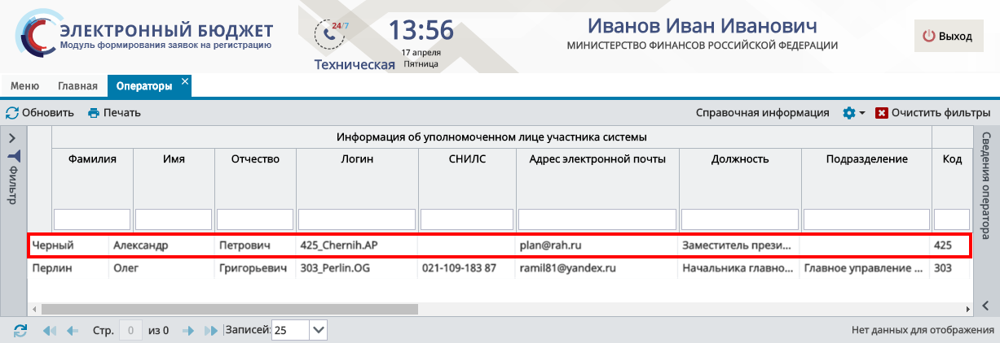 ЭЛЕКТРОННЫЙ БЮДЖЕТ
Модуль формирования заявок на регистрацию
24/7
Техническая
13:56
17 апреля
Пятница
Иванов Иван Иванович
МИНИСТЕРСТВО ФИНАНСОВ РОССИЙСКОЙ ФЕДЕРАЦИИ
Выход
Меню Главная Операторы
Обновить Печать Справочная информация Очистить фильтры
Фильтр
Информация об уполномоченном лице участника системы
Фамилия Имя Отчество Логин СНИЛС Адрес электронной почты Должность Подразделение Код
Черный Александр Петрович 425_Chernih.AP plan@rah.ru Заместитель прези... 425
Перлин Олег Григорьевич 303_Perlin.OG 021-109-183 87 ramil81@yandex.ru Начальника главно... Главное управление ... 303
Сведения оператора
Стр. 0 из 0 Записей: 25 Нет данных для отображения